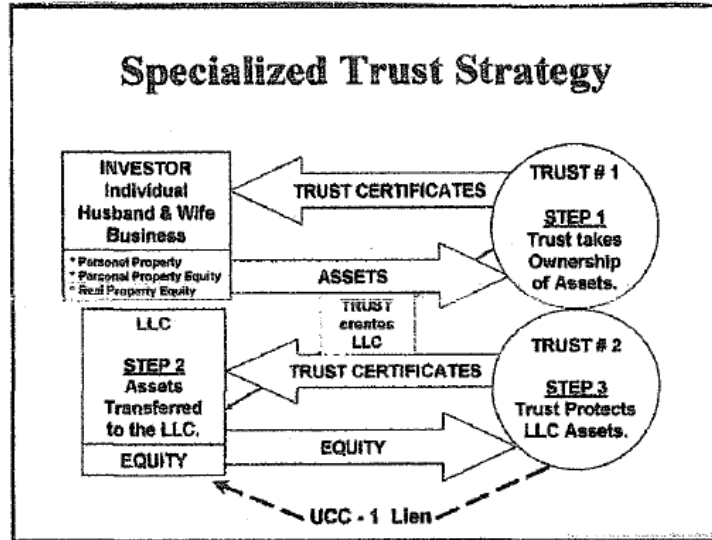 Specialized Trust Strategy
INVESTOR
Individual
Husband & Wife
Business
* Personal Property
* Personal Property Equity
* Real Property Equity
TRUST CERTIFICATES
ASSETS
TRUST # 1
STEP 1
Trust takes
Ownership
of Assets.
TRUST
creates
LLC
LLC
STEP 2
Assets
Transferred
to the LLC.
EQUITY
TRUST CERTIFICATES
EQUITY
TRUST # 2
STEP 3
Trust Protects
LLC Assets.
UCC - 1 Lien